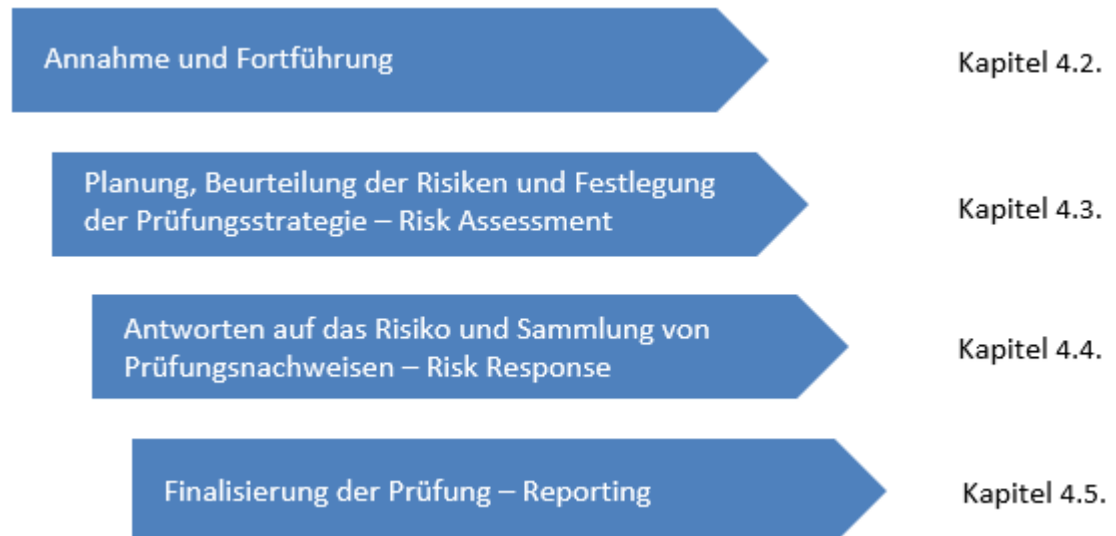 Annahme und Fortführung
Kapitel 4.2.
Planung, Beurteilung der Risiken und Festlegung
der Prüfungsstrategie – Risk Assessment
Kapitel 4.3.
Antworten auf das Risiko und Sammlung von
Prüfungsnachweisen – Risk Response
Kapitel 4.4.
Finalisierung der Prüfung – Reporting
Kapitel 4.5.